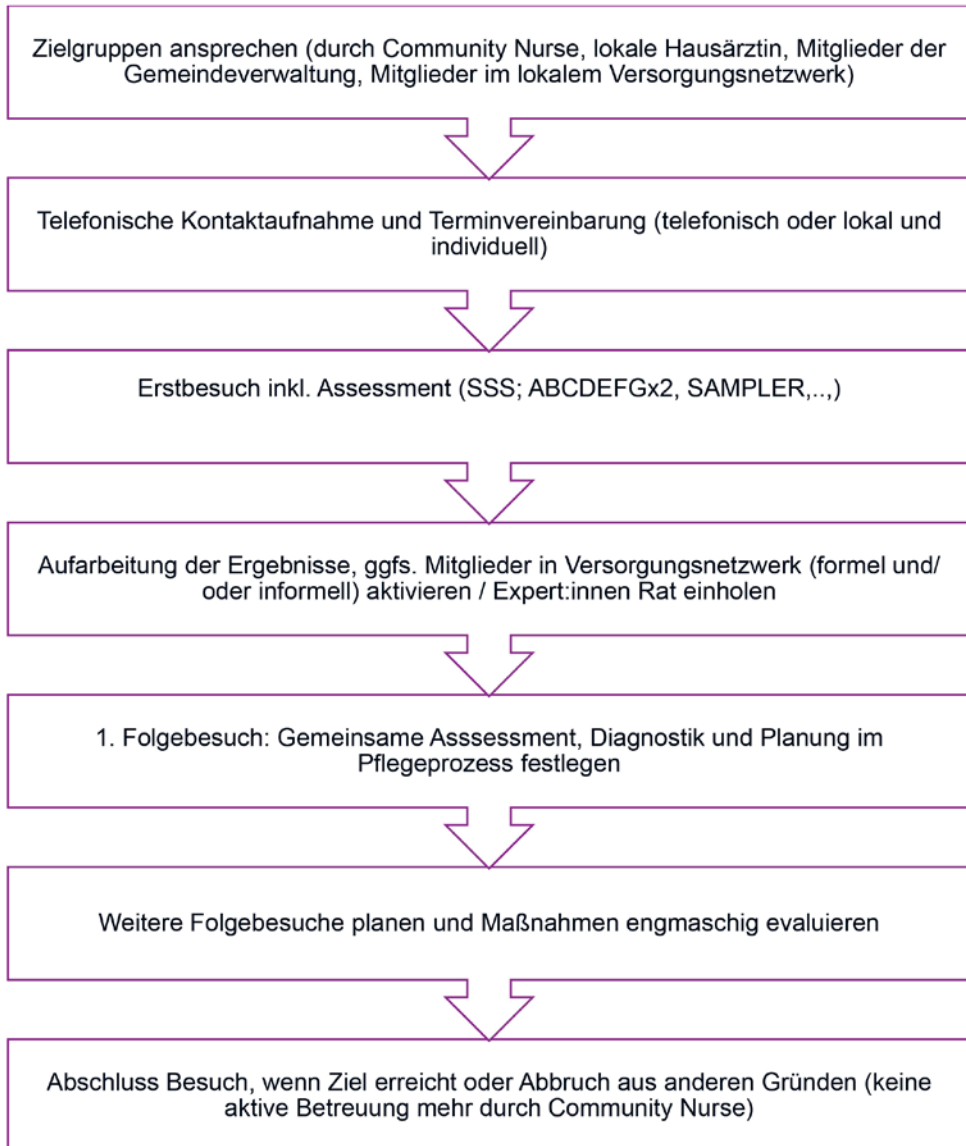 Zielgruppen ansprechen (durch Community Nurse, lokale Hausärztin, Mitglieder der
Gemeindeverwaltung, Mitglieder im lokalem Versorgungsnetzwerk)
Telefonische Kontaktaufnahme und Terminvereinbarung (telefonisch oder lokal und
individuell)
Erstbesuch inkl. Assessment (SSS; ABCDEFGx2, SAMPLER,..,)
Aufarbeitung der Ergebnisse, ggfs. Mitglieder in Versorgungsnetzwerk (formel und/
oder informell) aktivieren / Expert:innen Rat einholen
1. Folgebesuch: Gemeinsame Asssessment, Diagnostik und Planung im
Pflegeprozess festlegen
Weitere Folgebesuche planen und Maßnahmen engmaschig evaluieren
Abschluss Besuch, wenn Ziel erreicht oder Abbruch aus anderen Gründen (keine
aktive Betreuung mehr durch Community Nurse)